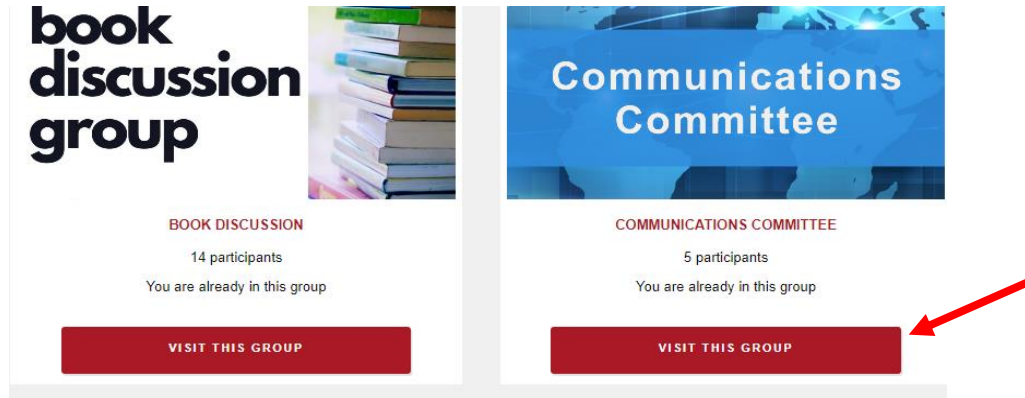 book
discussion
group
BOOK DISCUSSION
14 participants
You are already in this group
VISIT THIS GROUP
Communications
Committee
COMMUNICATIONS COMMITTEE
5 participants
You are already in this group
VISIT THIS GROUP